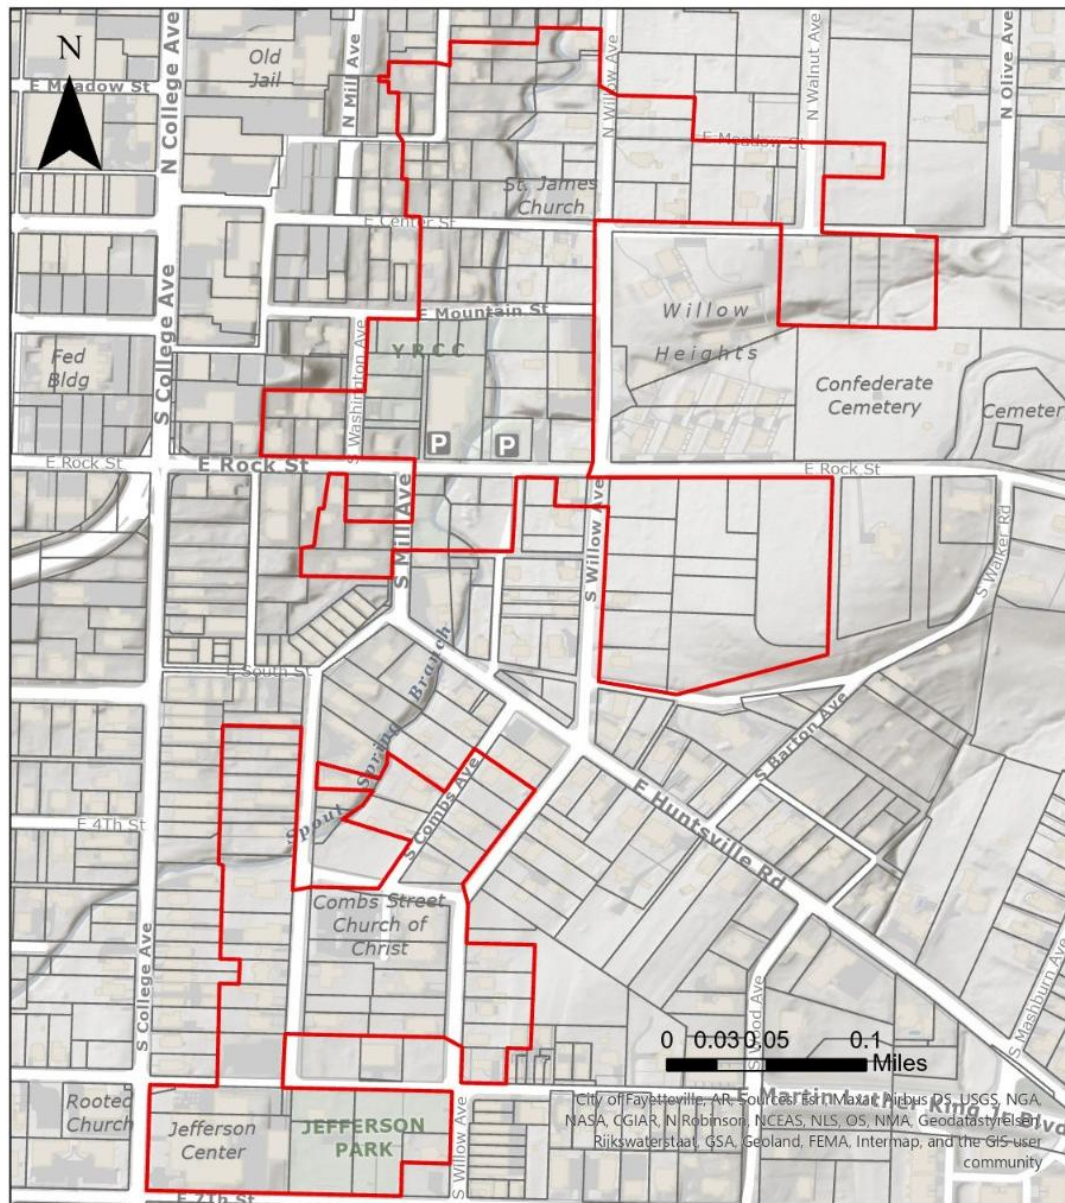 N
Old
Jail
N Mill Ave
N College Ave
E Meadow St
N Willow Ave
N Walnut Ave
N Olive Ave
E Meadow St
St. James
Church
E Center St
S College Ave
Willow
Heights
E Mountain St
YRCC
Fed
Bldg
S Washington Ave
Confederate
Cemetery
Cemeter
P
P
E Rock St
E Rock St
E Rock St
S Mill Ave
S Willow Ave
S Walker Rd
E South St
Spout Spring Branch
S Barton Ave
S Combs Ave
E Huntsville Rd
E 4Th St
Combs Street
Church of
Christ
S College Ave
S Wood Ave
S Mashburn Ave
0 0.03 0.05 0.1
Miles
E Martin Luther King Jr Blvd
City of Fayetteville, AR, Sources: Esri, Maxar, Airbus DS, USGS, NGA,
NASA, CGIAR, N Robinson, NCEAS, NLS, OS, NMA, Geodatastyrelsen,
Rijkswaterstaat, GSA, Geoland, FEMA, Intermap, and the GIS user
community
Rooted
Church
Jefferson
Center
JEFFERSON
PARK
S Willow Ave
E 7Th St